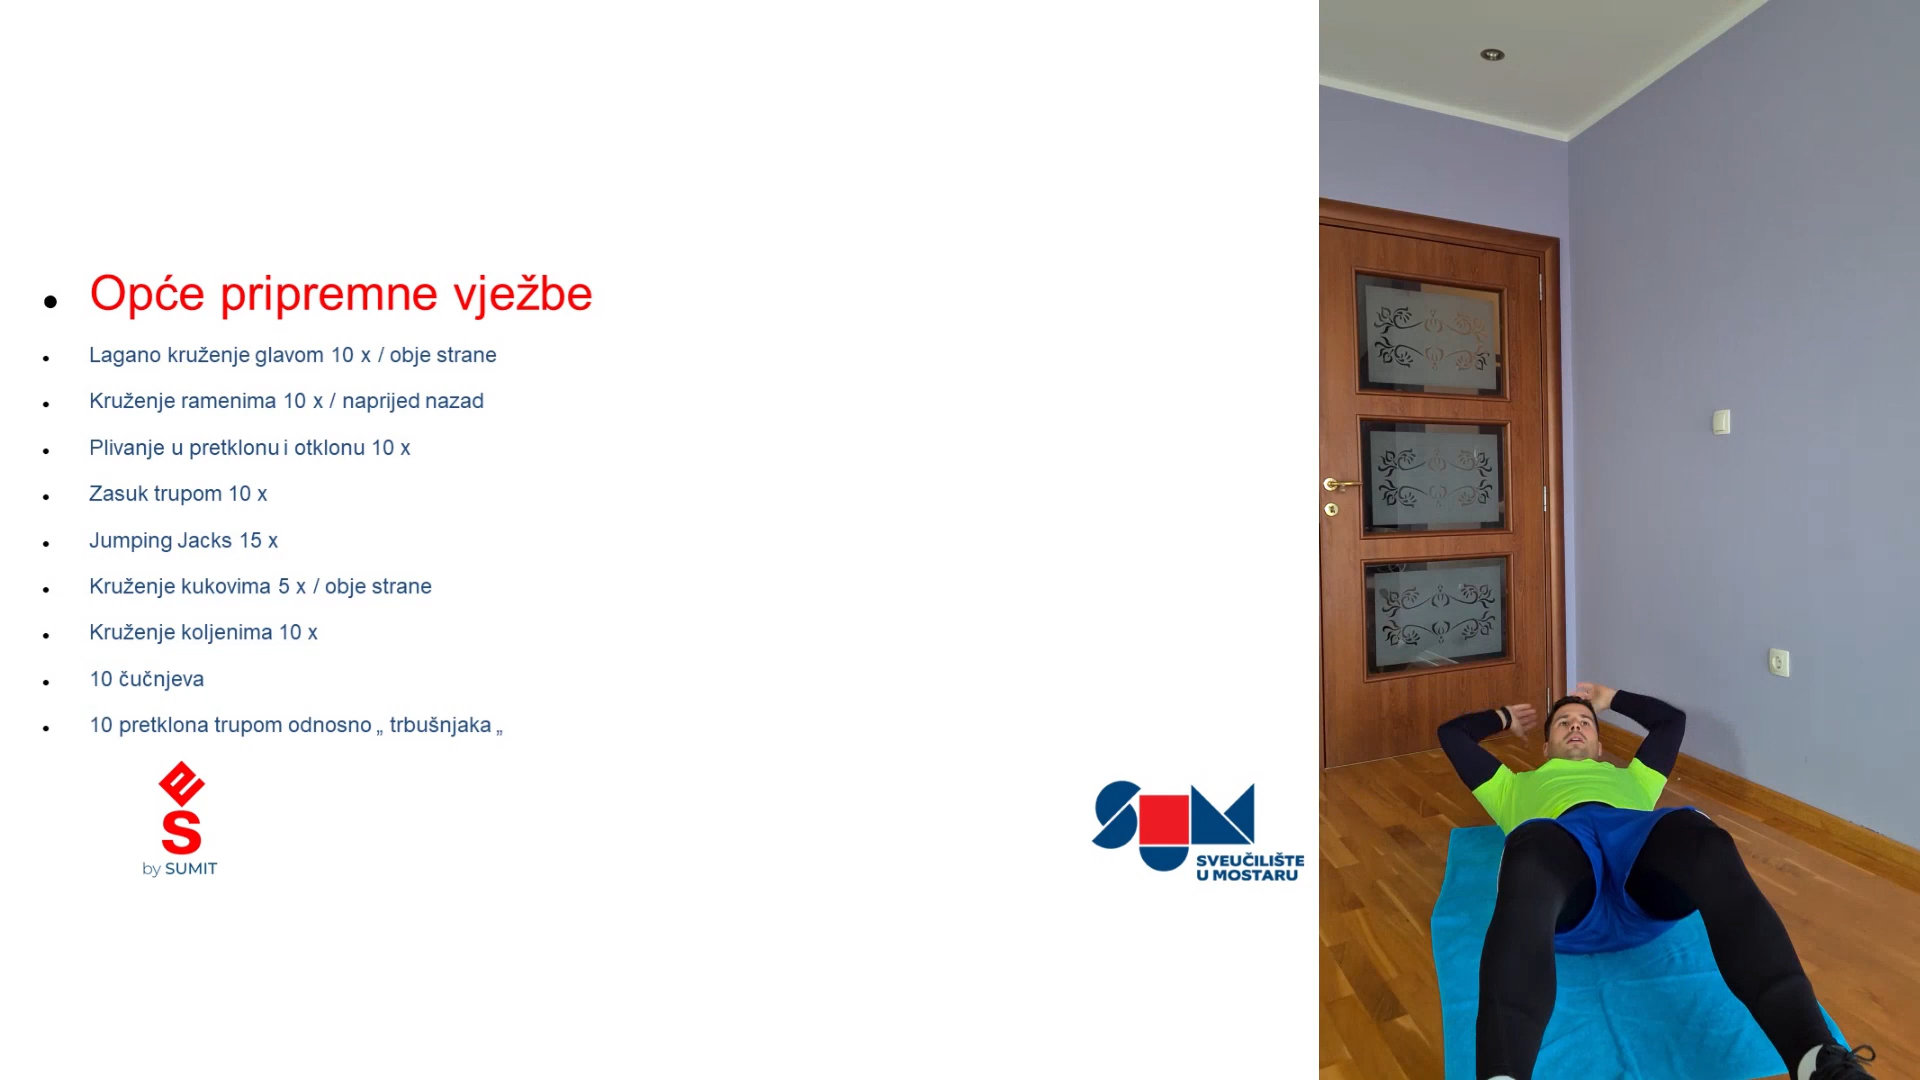 Opće pripremne vježbe
Lagano kruženje glavom 10 x / obje strane
Kruženje ramenima 10 x / naprijed nazad
Plivanje u pretklonu i otklonu 10 x
Zasuk trupom 10 x
Jumping Jacks 15 x
Kruženje kukovima 5 x / obje strane
Kruženje koljenima 10 x
10 čučnjeva
10 pretklona trupom odnosno „ trbušnjaka „
eS
by SUMIT
SUM
SVEUČILIŠTE
U MOSTARU